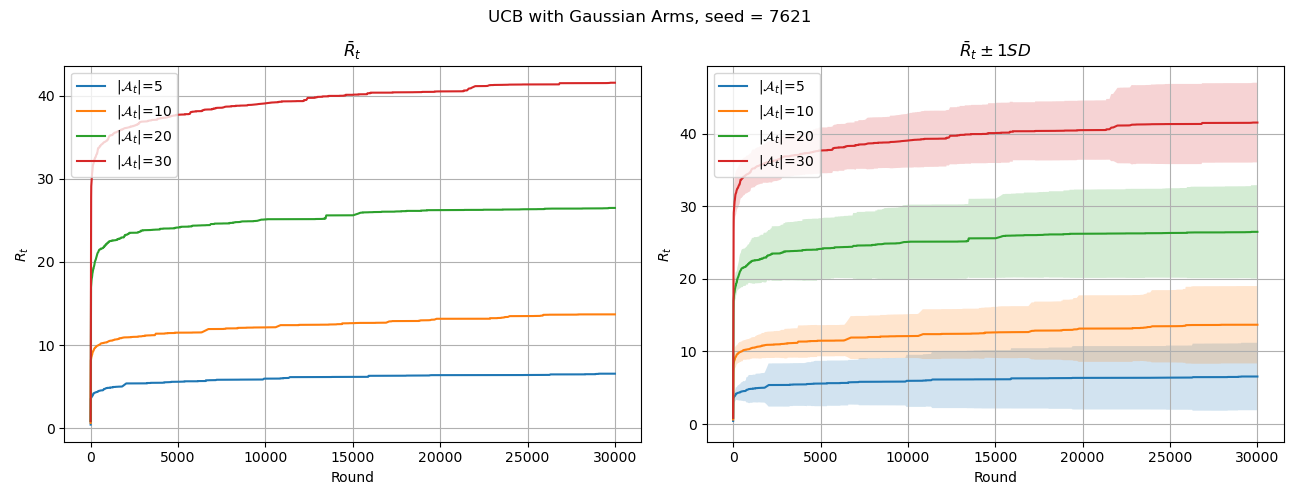 UCB with Gaussian Arms, seed = 7621
R̄ₜ
|𝒜ₜ|=5
|𝒜ₜ|=10
|𝒜ₜ|=20
|𝒜ₜ|=30
40
30
20
10
0
Rₜ
0 5000 10000 15000 20000 25000 30000
Round
R̄ₜ ± 1SD
|𝒜ₜ|=5
|𝒜ₜ|=10
|𝒜ₜ|=20
|𝒜ₜ|=30
40
30
20
10
0
Rₜ
0 5000 10000 15000 20000 25000 30000
Round